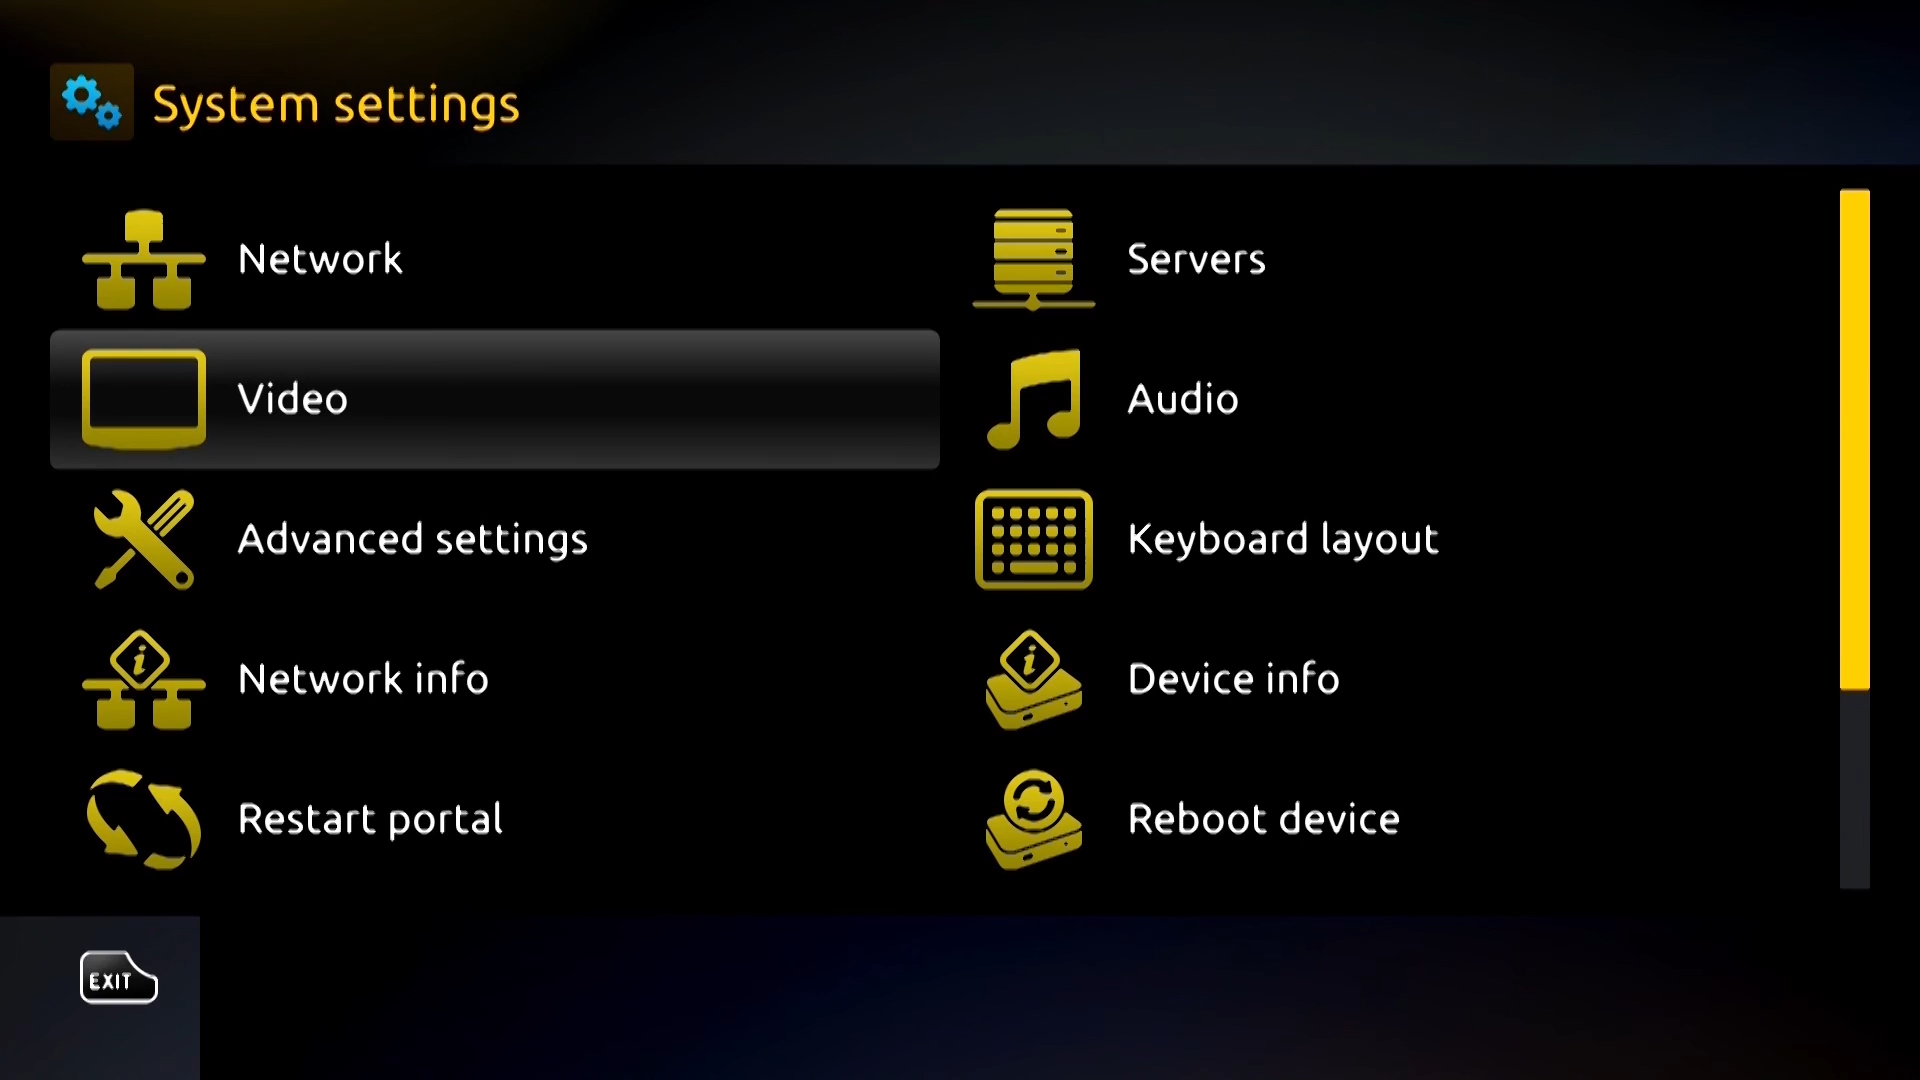 System settings
Network
Servers
Video
Audio
Advanced settings
Keyboard layout
Network info
Device info
Restart portal
Reboot device
EXIT